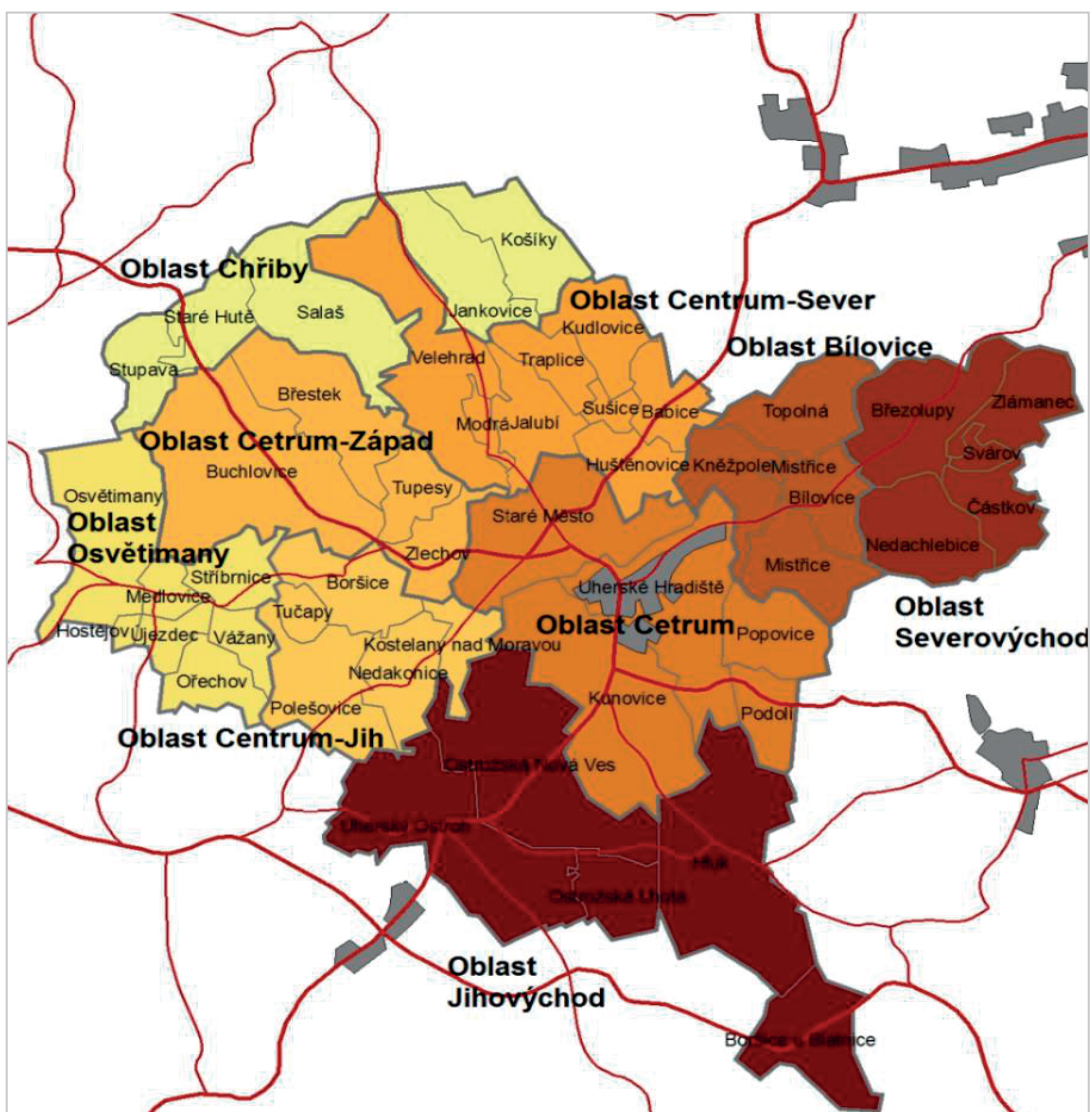 Košíky
Oblast Chřiby
Oblast Centrum-Sever
Staré Hutě
Salaš
Jankovice
Kudlovice
Oblast Bílovice
Velehrad
Traplice
Stupava
Břestek
Sušice
Babice
Topolná
Březolupy
Zlámanec
Modrá
Jalubí
Oblast Cetrum-Západ
Buchlovice
Huštěnovice
Kněžpole
Mistřice
Svárov
Osvětimany
Tupesy
Bílovice
Částkov
Oblast
Osvětimany
Staré Město
Zlechov
Nedachlebice
Stříbrnice
Boršice
Mistřice
Medlovice
Uherské Hradiště
Tučapy
Oblast
Severovýchod
Hostějov
Újezdec
Vážany
Oblast Cetrum
Popovice
Kostelany nad Moravou
Nedakonice
Ořechov
Kunovice
Polešovice
Podolí
Oblast Centrum-Jih
Ostrožská Nová Ves
Uherský Ostroh
Hluk
Ostrožská Lhota
Oblast
Jihovýchod
Boršice u Blatnice